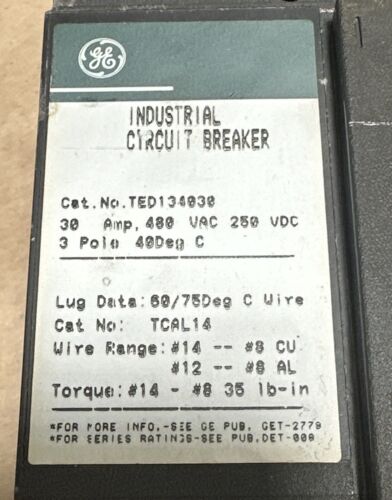 GE
INDUSTRIAL
CIRCUIT BREAKER
Cat.No.TED134030
30 Amp,480 VAC 250 VDC
3 Pole 40Deg C
Lug Data:60/75Deg C Wire
Cat No: TCAL14
Wire Range:#14 -- #8 CU
#12 -- #8 AL
Torque:#14 - #8 35 lb-in
*FOR MORE INFO,-SEE GE PUB, GET-2779
*FOR SERIES RATINGS-SEE PUB,DET-008